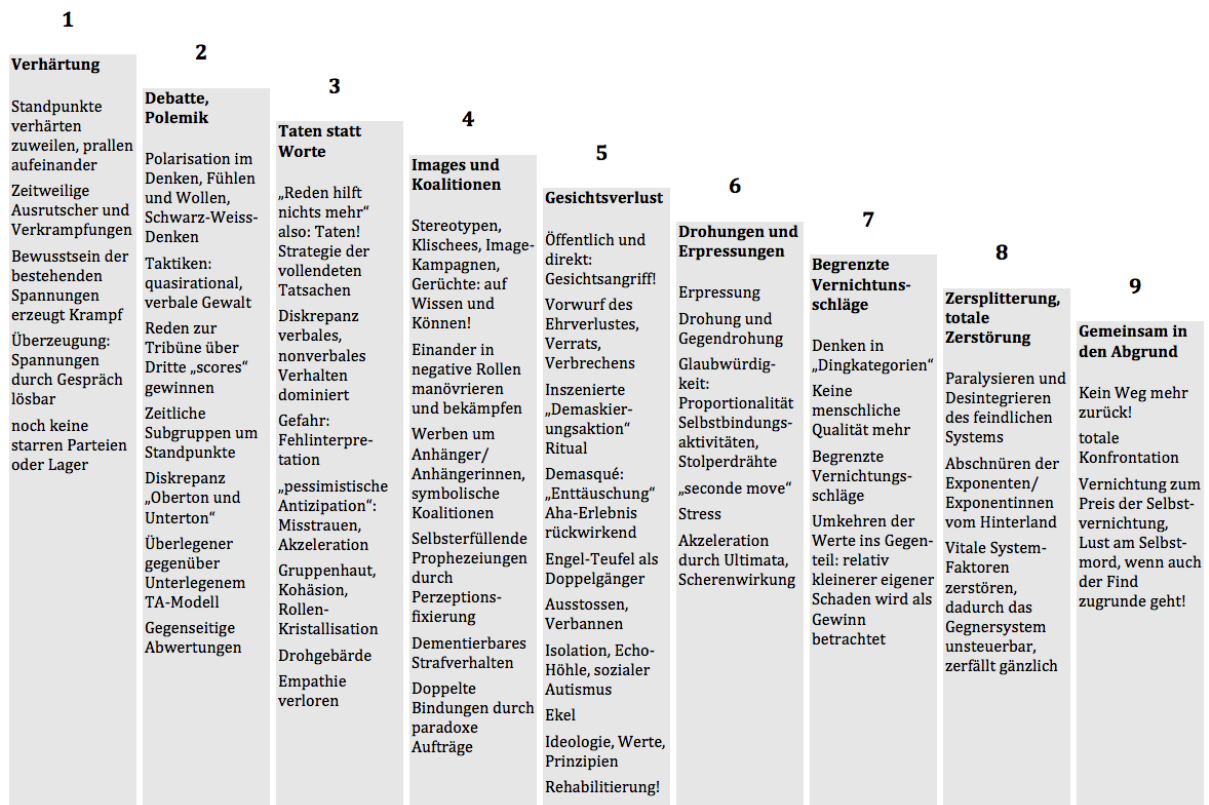 1
Verhärtung
Standpunkte
verhärten
zuweilen, prallen
aufeinander
Zeitweilige
Ausrutscher und
Verkrampfungen
Bewusstsein der
bestehenden
Spannungen
erzeugt Krampf
Überzeugung:
Spannungen
durch Gespräch
lösbar
noch keine
starren Parteien
oder Lager
2
Debatte,
Polemik
Polarisation im
Denken, Fühlen
und Wollen,
Schwarz-Weiss-
Denken
Taktiken:
quasirational,
verbale Gewalt
Reden zur
Tribüne über
Dritte „scores“
gewinnen
Zeitliche
Subgruppen um
Standpunkte
Diskrepanz
„Oberton und
Unterton“
Überlegener
gegenüber
Unterlegenem
TA-Modell
Gegenseitige
Abwertungen
3
Taten statt
Worte
„Reden hilft
nichts mehr“
also: Taten!
Strategie der
vollendeten
Tatsachen
Diskrepanz
verbales,
nonverbales
Verhalten
dominiert
Gefahr:
Fehlinterpre-
tation
„pessimistische
Antizipation“:
Misstrauen,
Akzeleration
Gruppenhaut,
Kohäsion,
Rollen-
Kristallisation
Drohgebärde
Empathie
verloren
4
Images und
Koalitionen
Stereotypen,
Klischees, Image-
Kampagnen,
Gerüchte: auf
Wissen und
Können!
Einander in
negative Rollen
manövrieren
und bekämpfen
Werben um
Anhänger/
Anhängerinnen,
symbolische
Koalitionen
Selbsterfüllende
Prophezeiungen
durch
Perzeptions-
fixierung
Dementierbares
Strafverhalten
Doppelte
Bindungen durch
paradoxe
Aufträge
5
Gesichtsverlust
Öffentlich und
direkt:
Gesichtsangriff!
Vorwurf des
Ehrverlustes,
Verrats,
Verbrechens
Inszenierte
„Demaskier-
ungsaktion“
Ritual
Demasqué:
„Enttäuschung“
Aha-Erlebnis
rückwirkend
Engel-Teufel als
Doppelgänger
Ausstossen,
Verbannen
Isolation, Echo-
Höhle, sozialer
Autismus
Ekel
Ideologie, Werte,
Prinzipien
Rehabilitierung!
6
Drohungen und
Erpressungen
Erpressung
Drohung und
Gegendrohung
Glaubwürdig-
keit:
Proportionalität
Selbstbindungs-
aktivitäten,
Stolperdrähte
„seconde move“
Stress
Akzeleration
durch Ultimata,
Scherenwirkung
7
Begrenzte
Vernichtuns-
schläge
Denken in
„Dingkategorien“
Keine
menschliche
Qualität mehr
Begrenzte
Vernichtungs-
schläge
Umkehren der
Werte ins Gegen-
teil: relativ
kleinerer eigener
Schaden wird als
Gewinn
betrachtet
8
Zersplitterung,
totale
Zerstörung
Paralysieren und
Desintegrieren
des feindlichen
Systems
Abschnüren der
Exponenten/
Exponentinnen
vom Hinterland
Vitale System-
Faktoren
zerstören,
dadurch das
Gegnersystem
unsteuerbar,
zerfällt gänzlich
9
Gemeinsam in
den Abgrund
Kein Weg mehr
zurück!
totale
Konfrontation
Vernichtung zum
Preis der Selbst-
vernichtung,
Lust am Selbst-
mord, wenn auch
der Find
zugrunde geht!